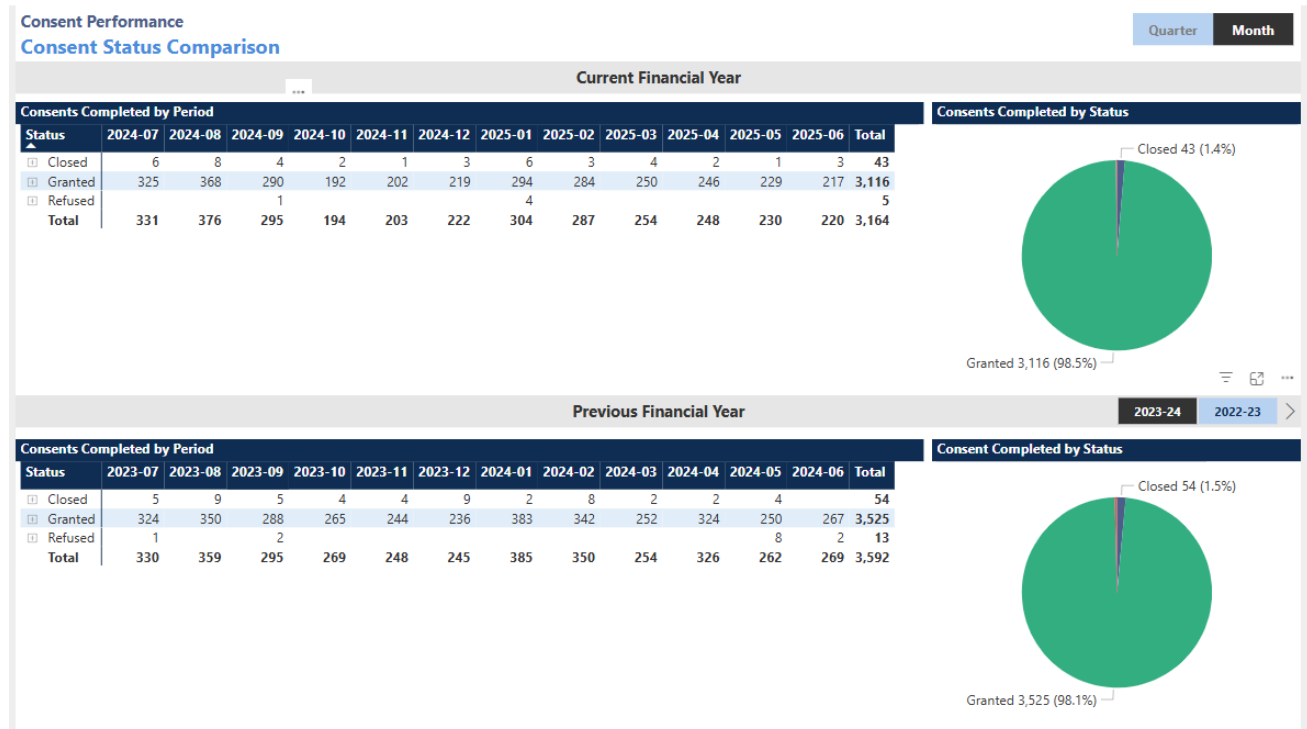 Consent Performance
Consent Status Comparison
Quarter Month
Current Financial Year
Consents Completed by Period
Status 2024-07 2024-08 2024-09 2024-10 2024-11 2024-12 2025-01 2025-02 2025-03 2025-04 2025-05 2025-06 Total
Closed 6 8 4 2 1 3 6 3 4 2 1 3 43
Granted 325 368 290 192 202 219 294 284 250 246 229 217 3,116
Refused 1 4 5
Total 331 376 295 194 203 222 304 287 254 248 230 220 3,164
Consents Completed by Status
Closed 43 (1.4%)
Granted 3,116 (98.5%)
Previous Financial Year
2023-24 2022-23
Consents Completed by Period
Status 2023-07 2023-08 2023-09 2023-10 2023-11 2023-12 2024-01 2024-02 2024-03 2024-04 2024-05 2024-06 Total
Closed 5 9 5 4 4 9 2 8 2 2 4 54
Granted 324 350 288 265 244 236 383 342 252 324 250 267 3,525
Refused 1 2 8 2 13
Total 330 359 295 269 248 245 385 350 254 326 262 269 3,592
Consent Completed by Status
Closed 54 (1.5%)
Granted 3,525 (98.1%)